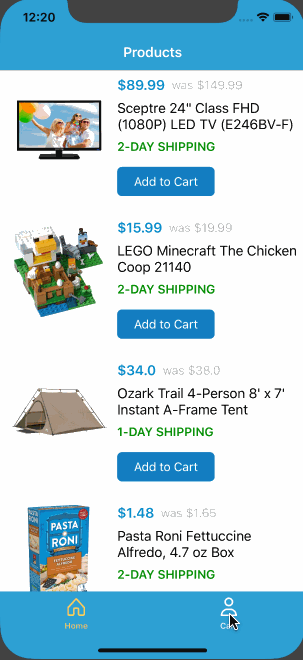 12:20
Products
$89.99 was $149.99
Sceptre 24" Class FHD
(1080P) LED TV (E246BV-F)
2-DAY SHIPPING
Add to Cart
$15.99 was $19.99
LEGO Minecraft The Chicken
Coop 21140
2-DAY SHIPPING
Add to Cart
$34.0 was $38.0
Ozark Trail 4-Person 8' x 7'
Instant A-Frame Tent
1-DAY SHIPPING
Add to Cart
$1.48 was $1.65
PASTA
RONI
Pasta Roni Fettuccine
Alfredo, 4.7 oz Box
2-DAY SHIPPING
Home